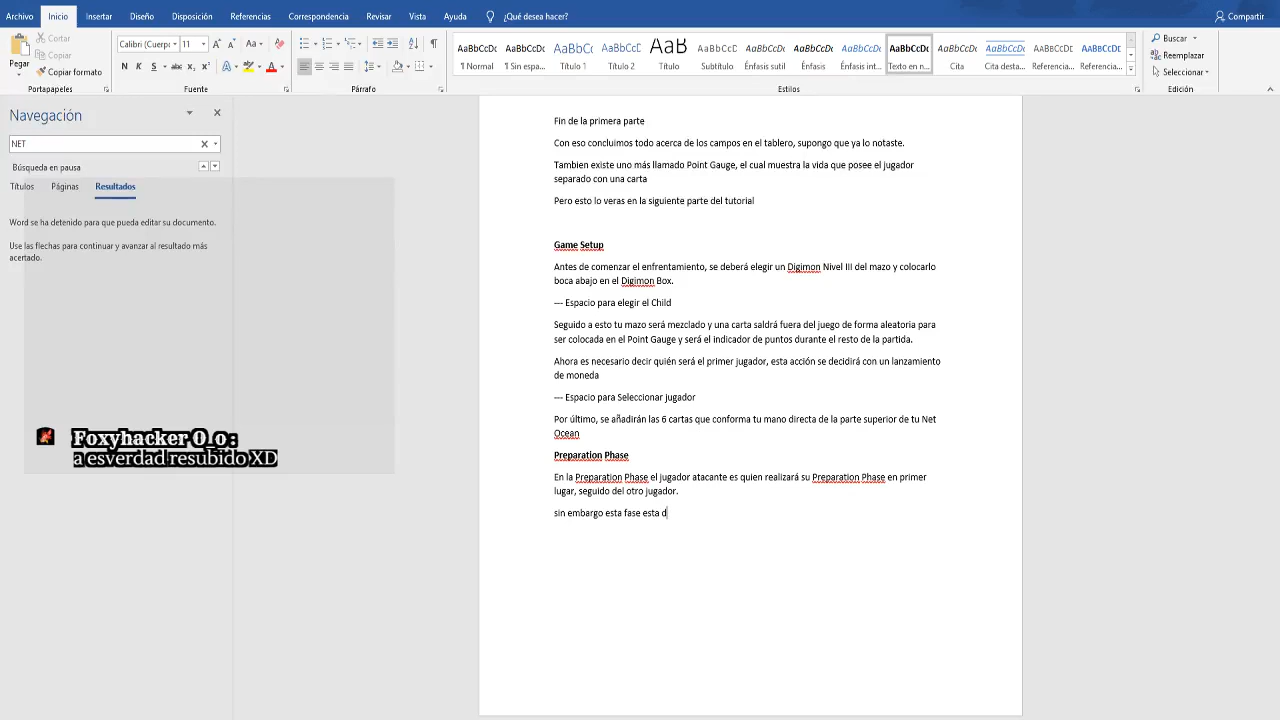 Archivo Inicio Insertar Diseño Disposición Referencias Correspondencia Revisar Vista Ayuda ¿Qué desea hacer? Compartir
Pegar
Cortar
Copiar
Copiar formato
Portapapeles
Calibri (Cuerp 11
Aa
N K S abc x₂ x²
Fuente
Párrafo
AaBbCcDc AaBbCcDc AaBbCc AaBbCcD AaB AaBbCcD AaBbCcDc AaBbCcDc AaBbCcDc AaBbCcDc AaBbCcDc AaBbCcDc AaBbCcDc AaBbCcDc
¶ Normal ¶ Sin espa... Título 1 Título 2 Título Subtítulo Énfasis sutil Énfasis Énfasis int... Texto en n... Cita Cita desta... Referencia... Referencia...
Estilos
Buscar
Reemplazar
Seleccionar
Edición
Navegación
NET
Búsqueda en pausa
Títulos Páginas Resultados
Word se ha detenido para que pueda editar su documento.
Use las flechas para continuar y avanzar al resultado más
acertado.
Foxyhacker 0_o :
a esverdad resubido XD
Fin de la primera parte
Con eso concluimos todo acerca de los campos en el tablero, supongo que ya lo notaste.
Tambien existe uno más llamado Point Gauge, el cual muestra la vida que posee el jugador
separado con una carta
Pero esto lo veras en la siguiente parte del tutorial
Game Setup
Antes de comenzar el enfrentamiento, se deberá elegir un Digimon Nivel III del mazo y colocarlo
boca abajo en el Digimon Box.
--- Espacio para elegir el Child
Seguido a esto tu mazo será mezclado y una carta saldrá fuera del juego de forma aleatoria para
ser colocada en el Point Gauge y será el indicador de puntos durante el resto de la partida.
Ahora es necesario decir quién será el primer jugador, esta acción se decidirá con un lanzamiento
de moneda
--- Espacio para Seleccionar jugador
Por último, se añadirán las 6 cartas que conforma tu mano directa de la parte superior de tu Net
Ocean
Preparation Phase
En la Preparation Phase el jugador atacante es quien realizará su Preparation Phase en primer
lugar, seguido del otro jugador.
sin embargo esta fase esta d